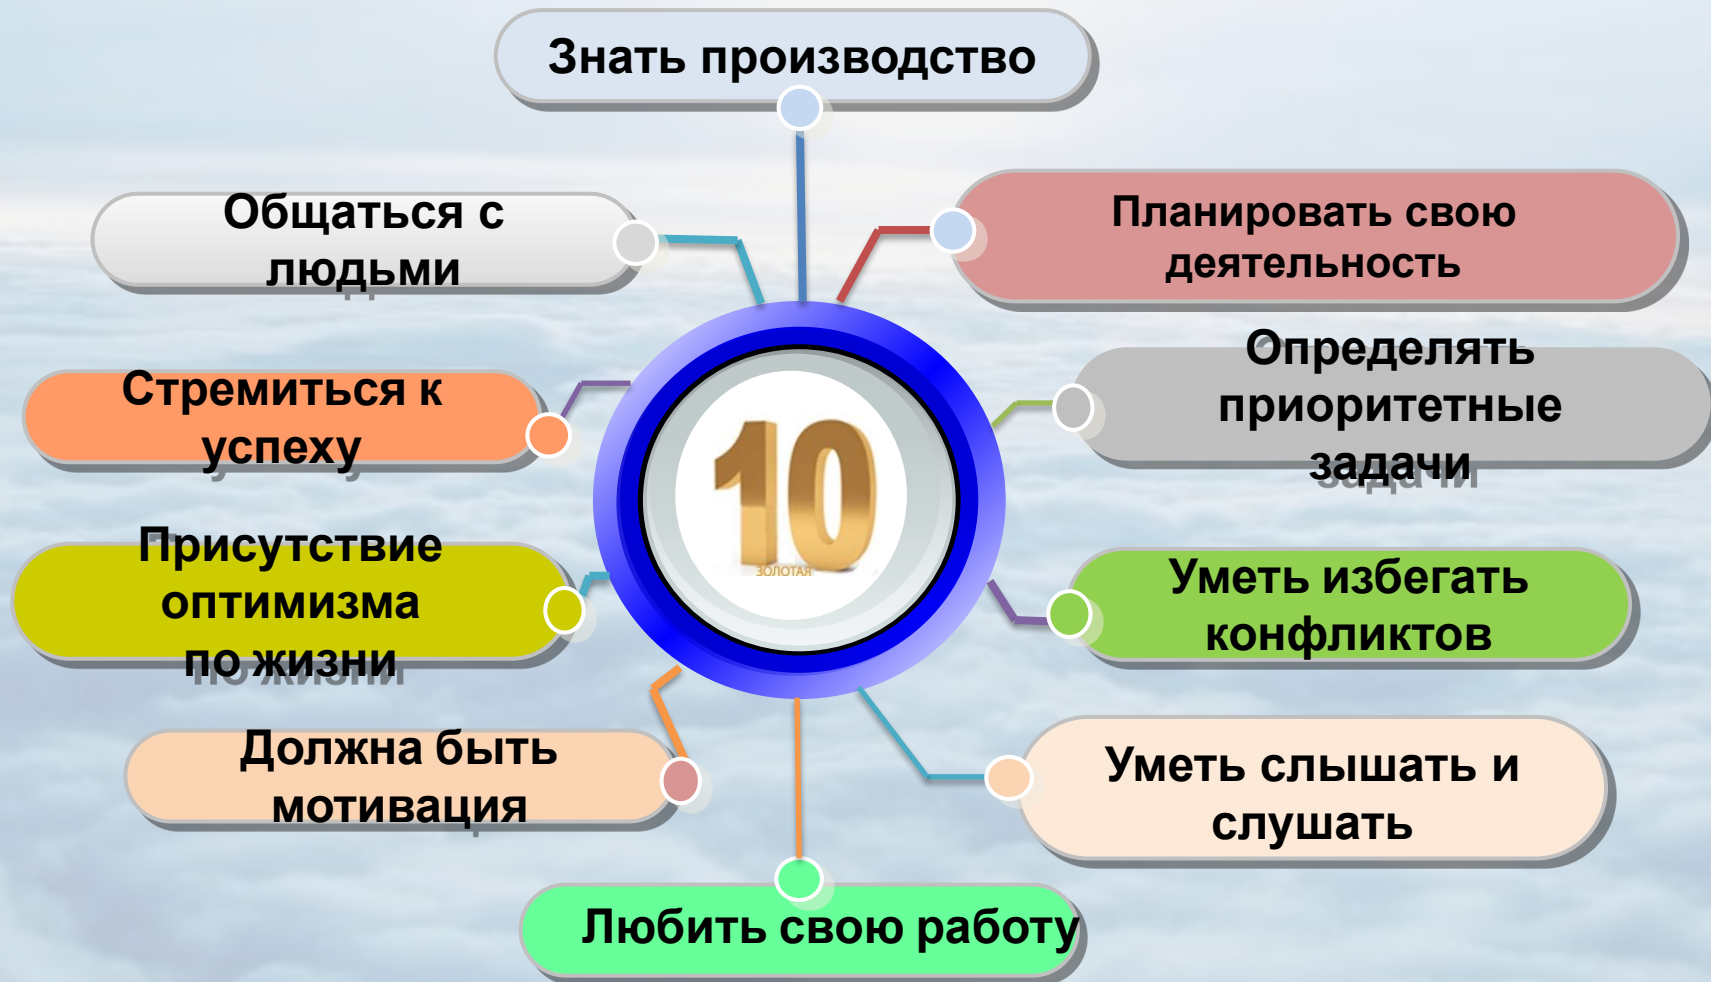 Знать производство
Общаться с
людьми
Планировать свою
деятельность
Стремиться к
успеху
Определять
приоритетные
задачи
10
ЗОЛОТАЯ
Присутствие
оптимизма
по жизни
Уметь избегать
конфликтов
Должна быть
мотивация
Уметь слышать и
слушать
Любить свою работу